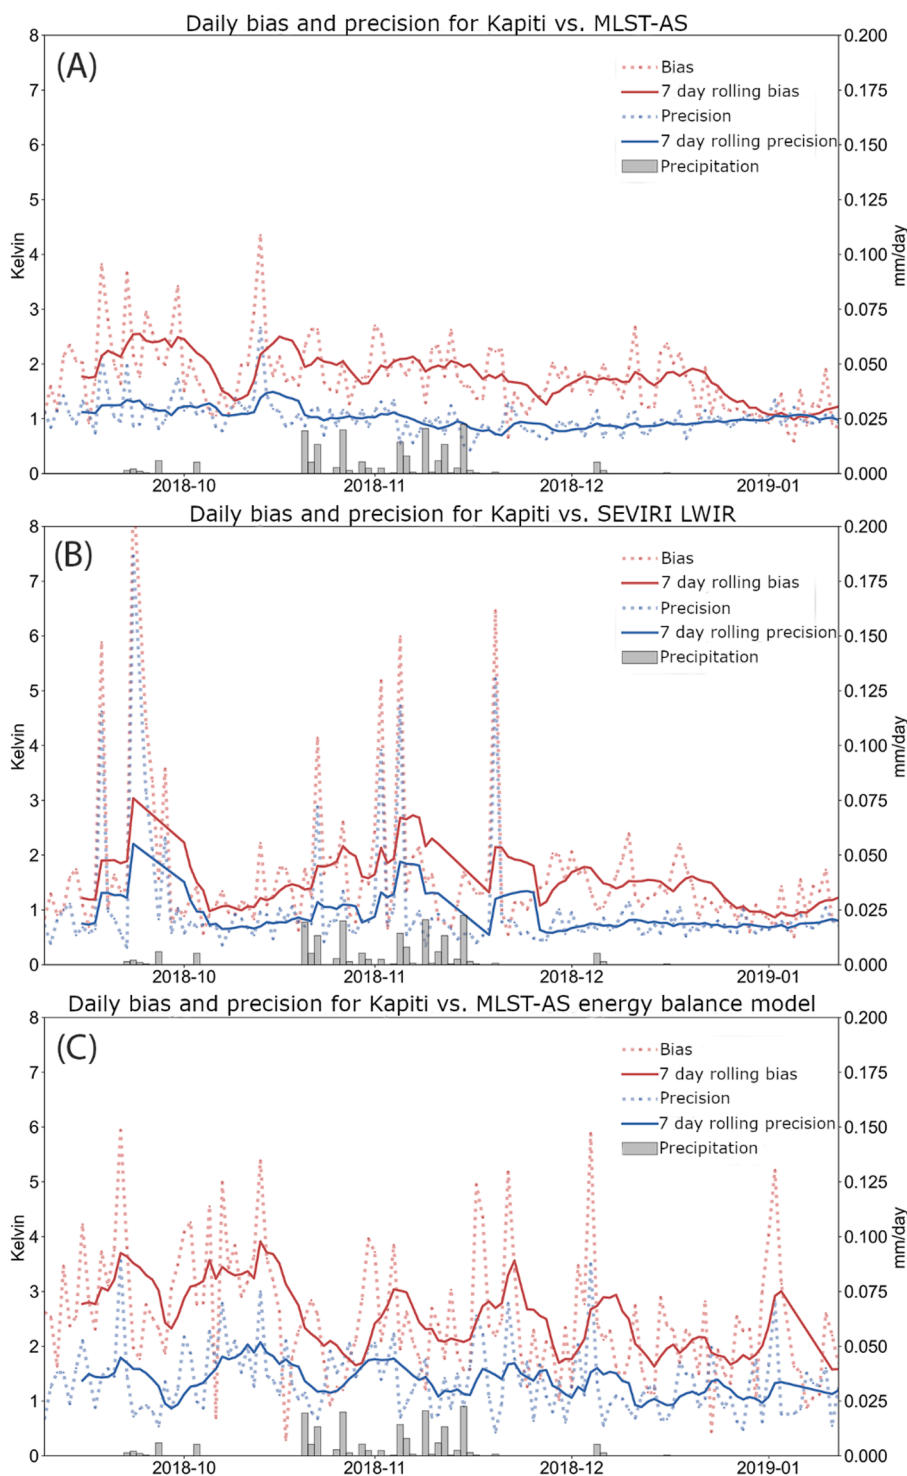 Daily bias and precision for Kapiti vs. MLST-AS
(A)
Bias
7 day rolling bias
Precision
7 day rolling precision
Precipitation
Kelvin
8
7
6
5
4
3
2
1
0
mm/day
0.200
0.175
0.150
0.125
0.100
0.075
0.050
0.025
0.000
2018-10 2018-11 2018-12 2019-01
Daily bias and precision for Kapiti vs. SEVIRI LWIR
(B)
Bias
7 day rolling bias
Precision
7 day rolling precision
Precipitation
Kelvin
8
7
6
5
4
3
2
1
0
mm/day
0.200
0.175
0.150
0.125
0.100
0.075
0.050
0.025
0.000
2018-10 2018-11 2018-12 2019-01
Daily bias and precision for Kapiti vs. MLST-AS energy balance model
(C)
Bias
7 day rolling bias
Precision
7 day rolling precision
Precipitation
Kelvin
8
7
6
5
4
3
2
1
0
mm/day
0.200
0.175
0.150
0.125
0.100
0.075
0.050
0.025
0.000
2018-10 2018-11 2018-12 2019-01